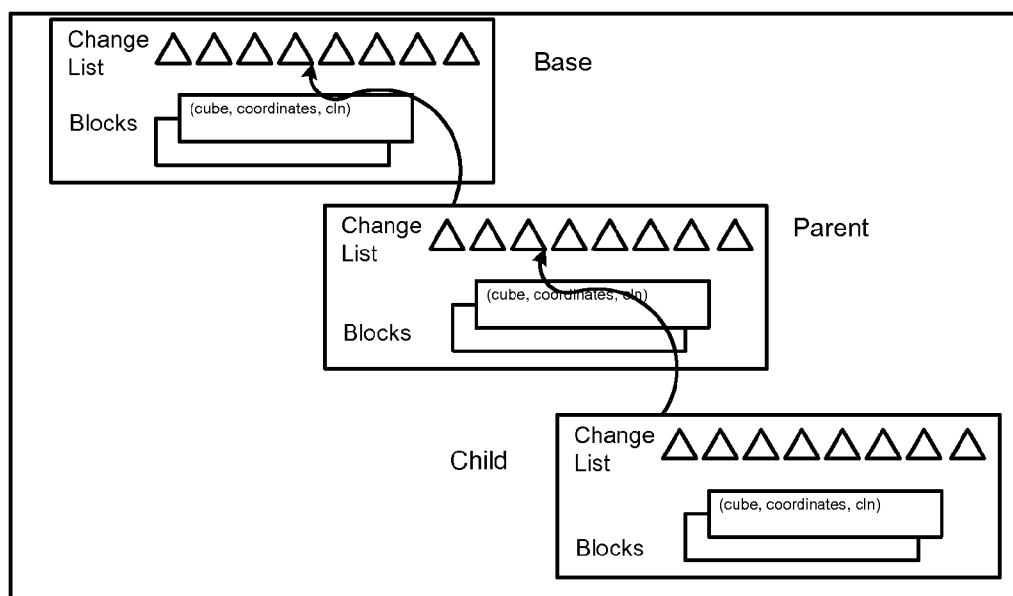 Change
List
Base
(cube, coordinates, cln)
Blocks
Change
List
Parent
(cube, coordinates, cln)
Blocks
Child
Change
List
(cube, coordinates, cln)
Blocks